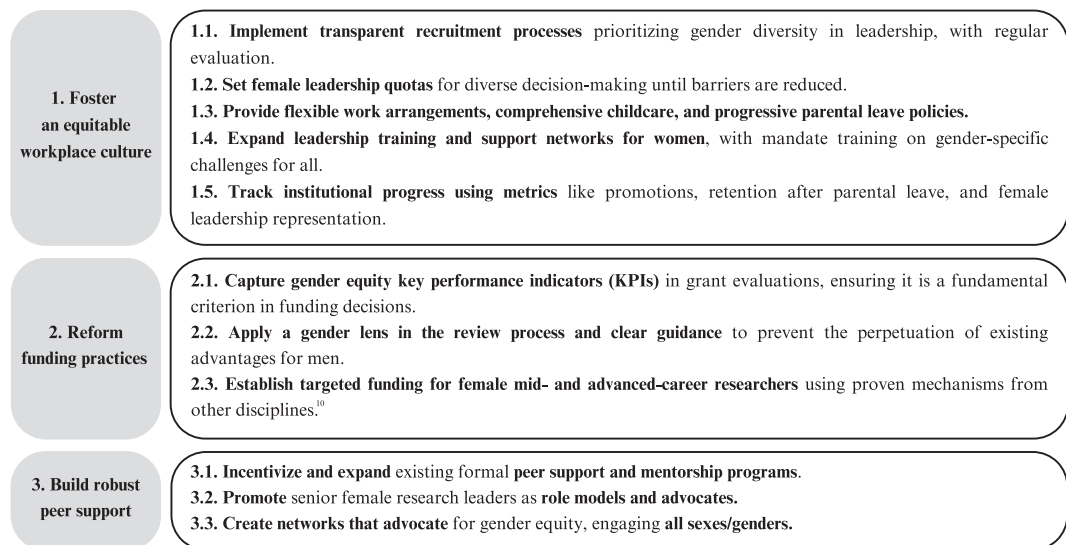 1. Foster
an equitable
workplace culture
1.1. Implement transparent recruitment processes prioritizing gender diversity in leadership, with regular
evaluation.
1.2. Set female leadership quotas for diverse decision-making until barriers are reduced.
1.3. Provide flexible work arrangements, comprehensive childcare, and progressive parental leave policies.
1.4. Expand leadership training and support networks for women, with mandate training on gender-specific
challenges for all.
1.5. Track institutional progress using metrics like promotions, retention after parental leave, and female
leadership representation.
2. Reform
funding practices
2.1. Capture gender equity key performance indicators (KPIs) in grant evaluations, ensuring it is a fundamental
criterion in funding decisions.
2.2. Apply a gender lens in the review process and clear guidance to prevent the perpetuation of existing
advantages for men.
2.3. Establish targeted funding for female mid- and advanced-career researchers using proven mechanisms from
other disciplines.10
3. Build robust
peer support
3.1. Incentivize and expand existing formal peer support and mentorship programs.
3.2. Promote senior female research leaders as role models and advocates.
3.3. Create networks that advocate for gender equity, engaging all sexes/genders.